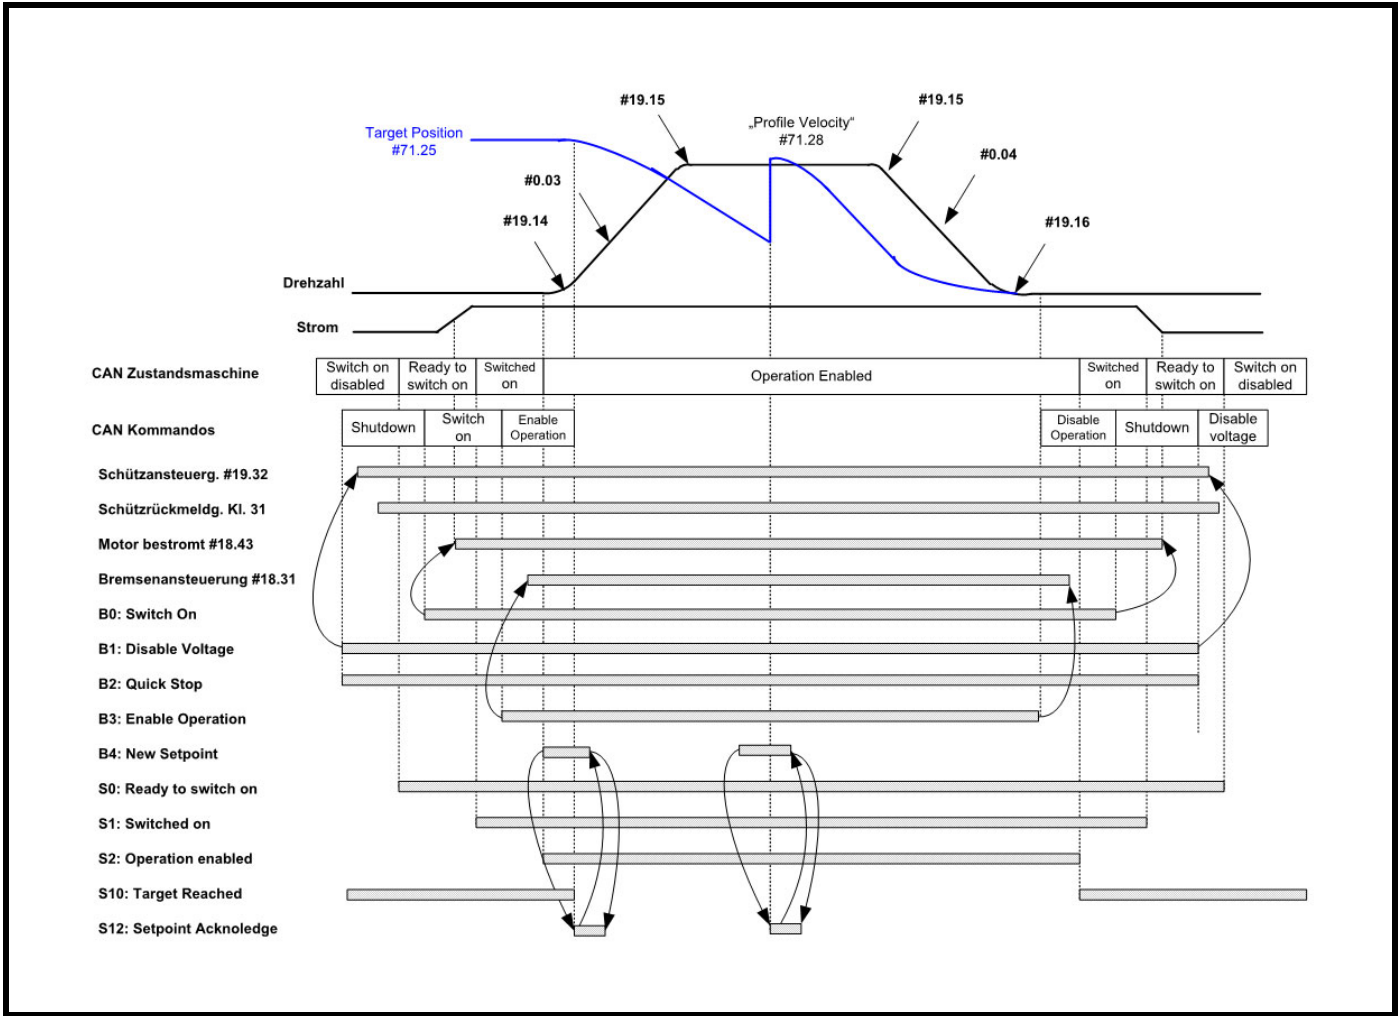 #19.15
#19.15
„Profile Velocity“
#71.28
Target Position
#71.25
#0.04
#0.03
#19.14
#19.16
Drehzahl
Strom
CAN Zustandsmaschine
Switch on
disabled
Ready to
switch on
Switched
on
Operation Enabled
Switched
on
Ready to
switch on
Switch on
disabled
CAN Kommandos
Shutdown
Switch
on
Enable
Operation
Disable
Operation
Shutdown
Disable
voltage
Schützansteuerg. #19.32
Schützrückmeldg. Kl. 31
Motor bestromt #18.43
Bremsenansteuerung #18.31
B0: Switch On
B1: Disable Voltage
B2: Quick Stop
B3: Enable Operation
B4: New Setpoint
S0: Ready to switch on
S1: Switched on
S2: Operation enabled
S10: Target Reached
S12: Setpoint Acknoledge